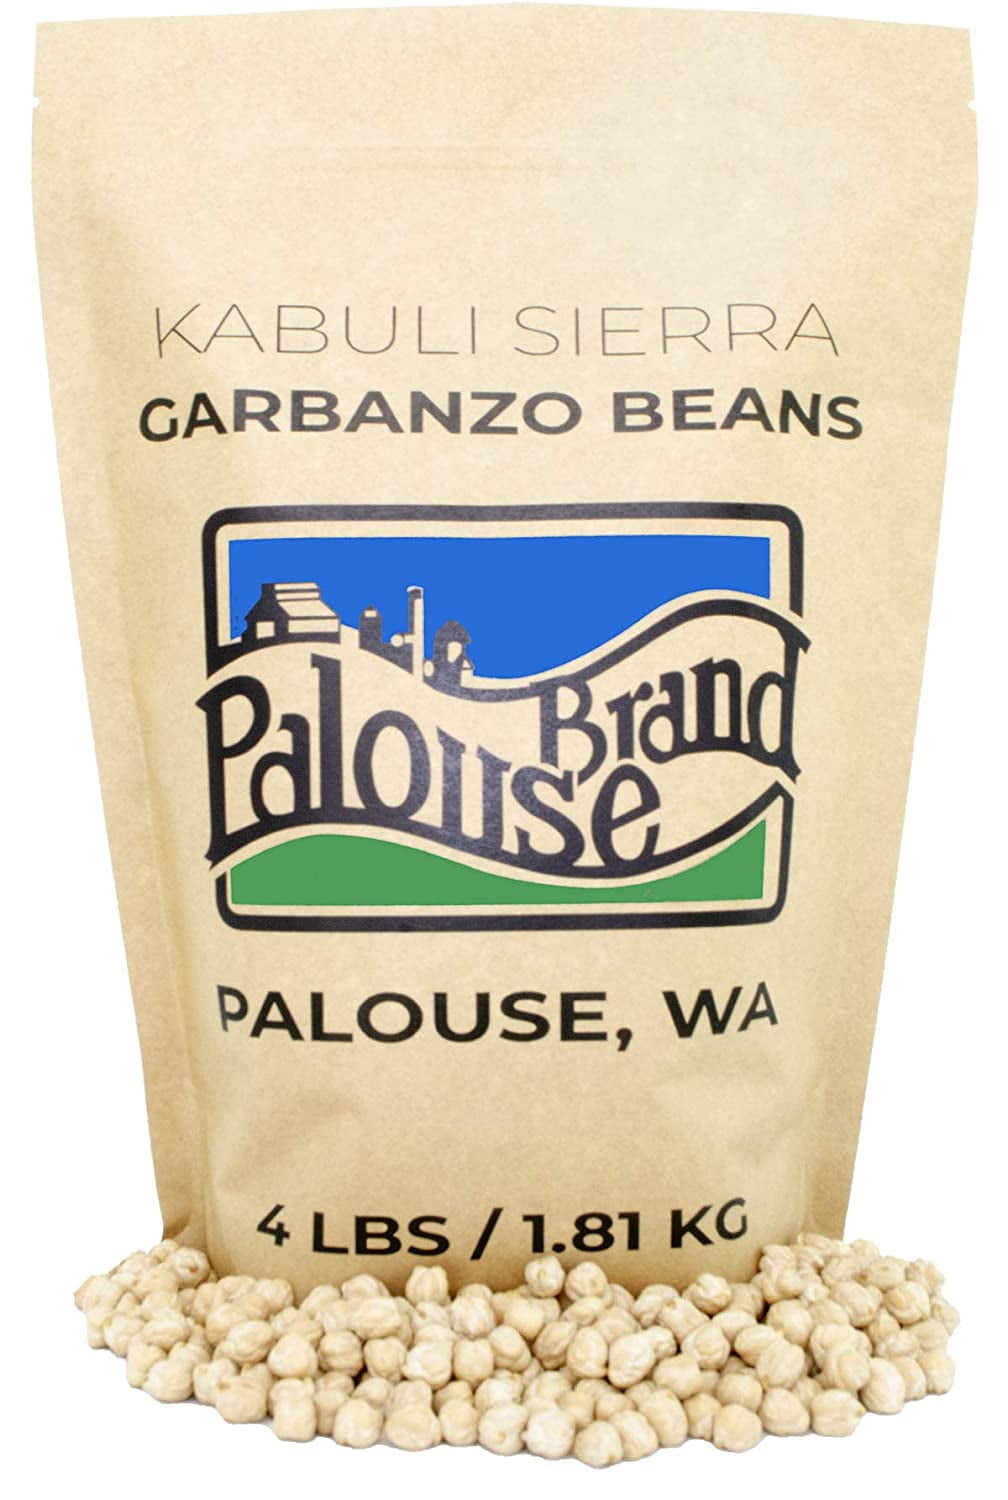 KABULI SIERRA
GARBANZO BEANS
Palouse Brand
PALOUSE, WA
4 LBS / 1.81 KG